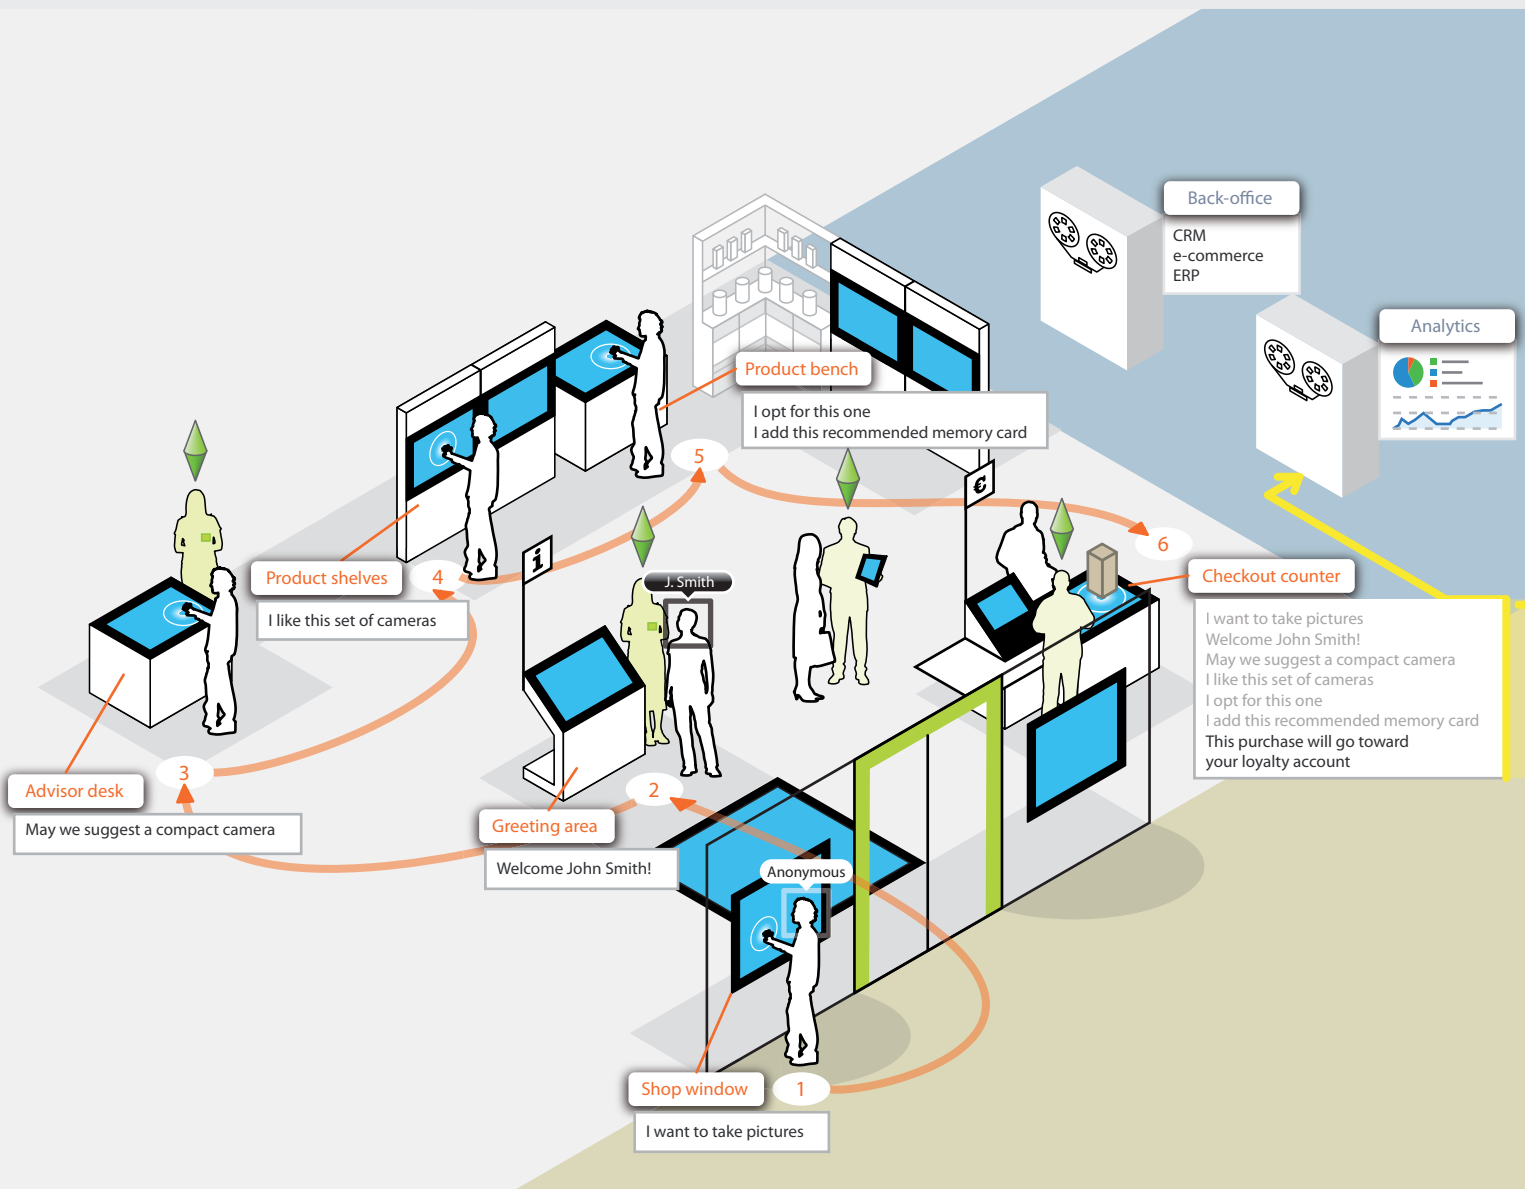 Back-office
CRM
e-commerce
ERP
Analytics
Product bench
I opt for this one
I add this recommended memory card
5
€
6
i
Product shelves
4
I like this set of cameras
J. Smith
Checkout counter
I want to take pictures
Welcome John Smith!
May we suggest a compact camera
I like this set of cameras
I opt for this one
I add this recommended memory card
This purchase will go toward
your loyalty account
3
Advisor desk
May we suggest a compact camera
2
Greeting area
Welcome John Smith!
Anonymous
Shop window
1
I want to take pictures